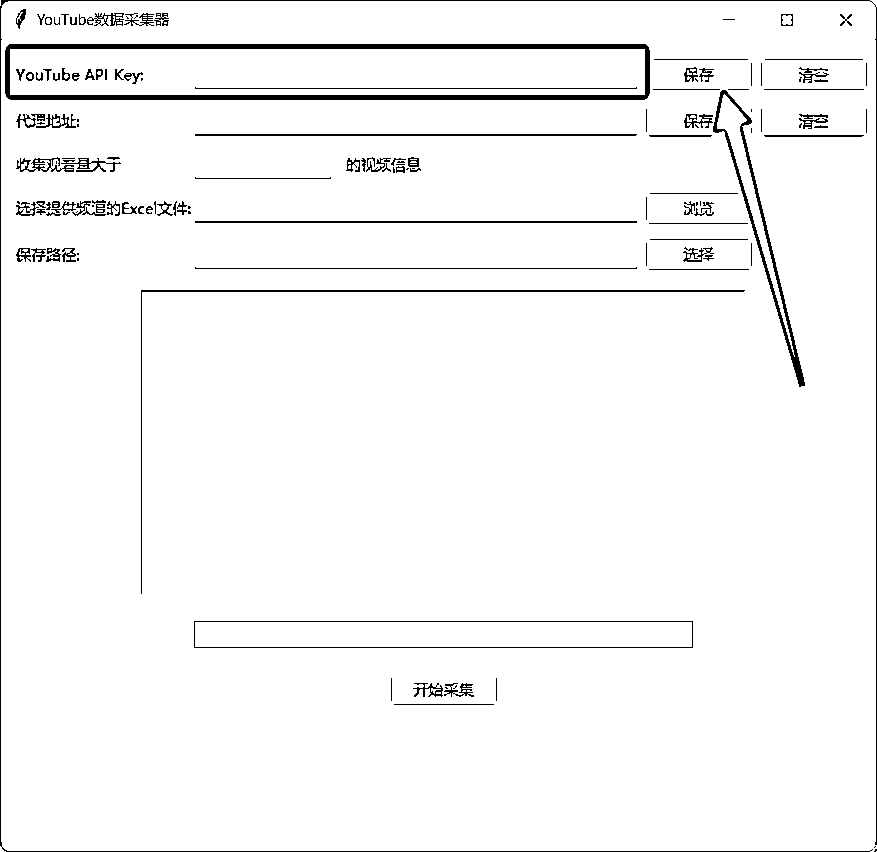 YouTube数据采集器
YouTube API Key: 保存 清空
代理地址: 保存 清空
收集观看量大于 的视频信息
选择提供频道的Excel文件: 浏览
保存路径: 选择
开始采集